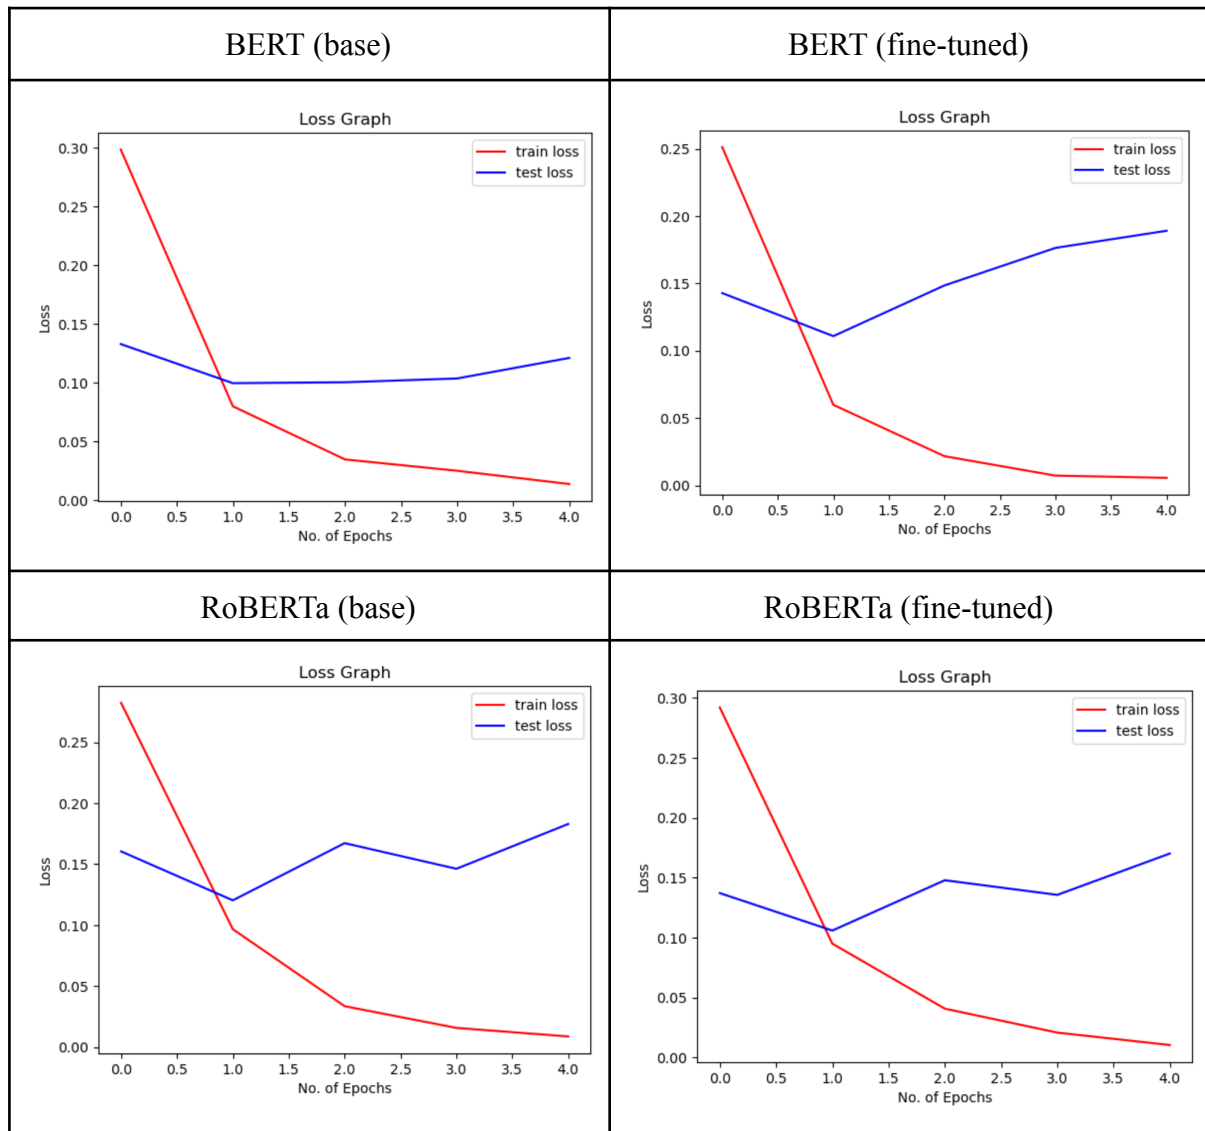 BERT (base)
BERT (fine-tuned)
Loss Graph
train loss
test loss
0.30
0.25
0.20
0.15
0.10
0.05
0.00
Loss
0.0 0.5 1.0 1.5 2.0 2.5 3.0 3.5 4.0
No. of Epochs
Loss Graph
train loss
test loss
0.25
0.20
0.15
0.10
0.05
0.00
Loss
0.0 0.5 1.0 1.5 2.0 2.5 3.0 3.5 4.0
No. of Epochs
RoBERTa (base)
RoBERTa (fine-tuned)
Loss Graph
train loss
test loss
0.25
0.20
0.15
0.10
0.05
0.00
Loss
0.0 0.5 1.0 1.5 2.0 2.5 3.0 3.5 4.0
No. of Epochs
Loss Graph
train loss
test loss
0.30
0.25
0.20
0.15
0.10
0.05
0.00
Loss
0.0 0.5 1.0 1.5 2.0 2.5 3.0 3.5 4.0
No. of Epochs